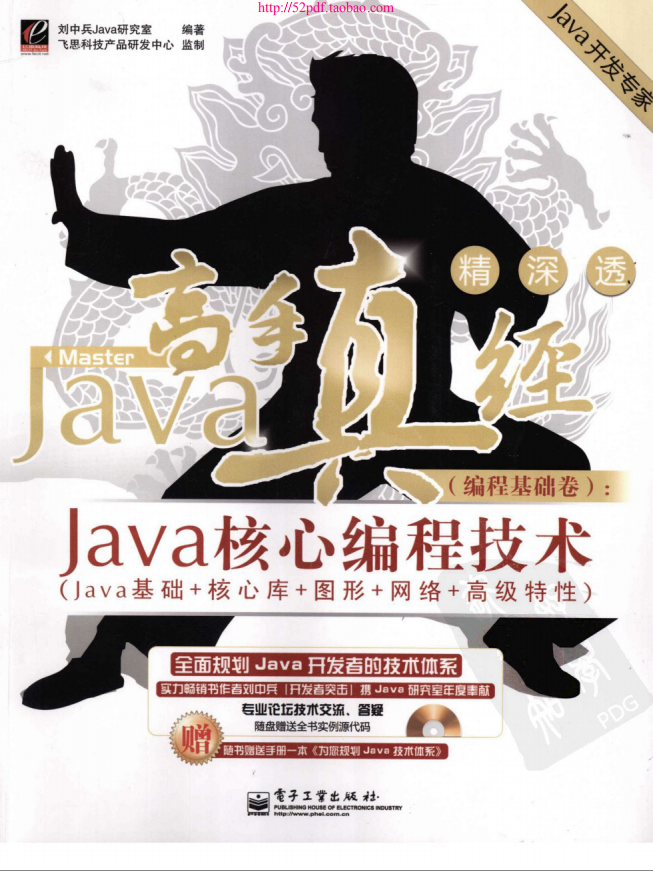 http://52pdf.taobao.com
刘中兵Java研究室 编著
飞思科技产品研发中心 监制
Java开发专家
精 深 透
Master
Java高手真经
（编程基础卷）：
Java核心编程技术
（Java基础+核心库+图形+网络+高级特性）
全面规划 Java 开发者的技术体系
实力畅销书作者刘中兵［开发者突击］携 Java 研究室年度奉献
专业论坛技术交流、答疑
随盘赠送全书实例源代码
赠
随书赠送手册一本《为您规划 Java 技术体系》
PDG
電子工業出版社·
PUBLISHING HOUSE OF ELECTRONICS INDUSTRY
http://www.phei.com.cn